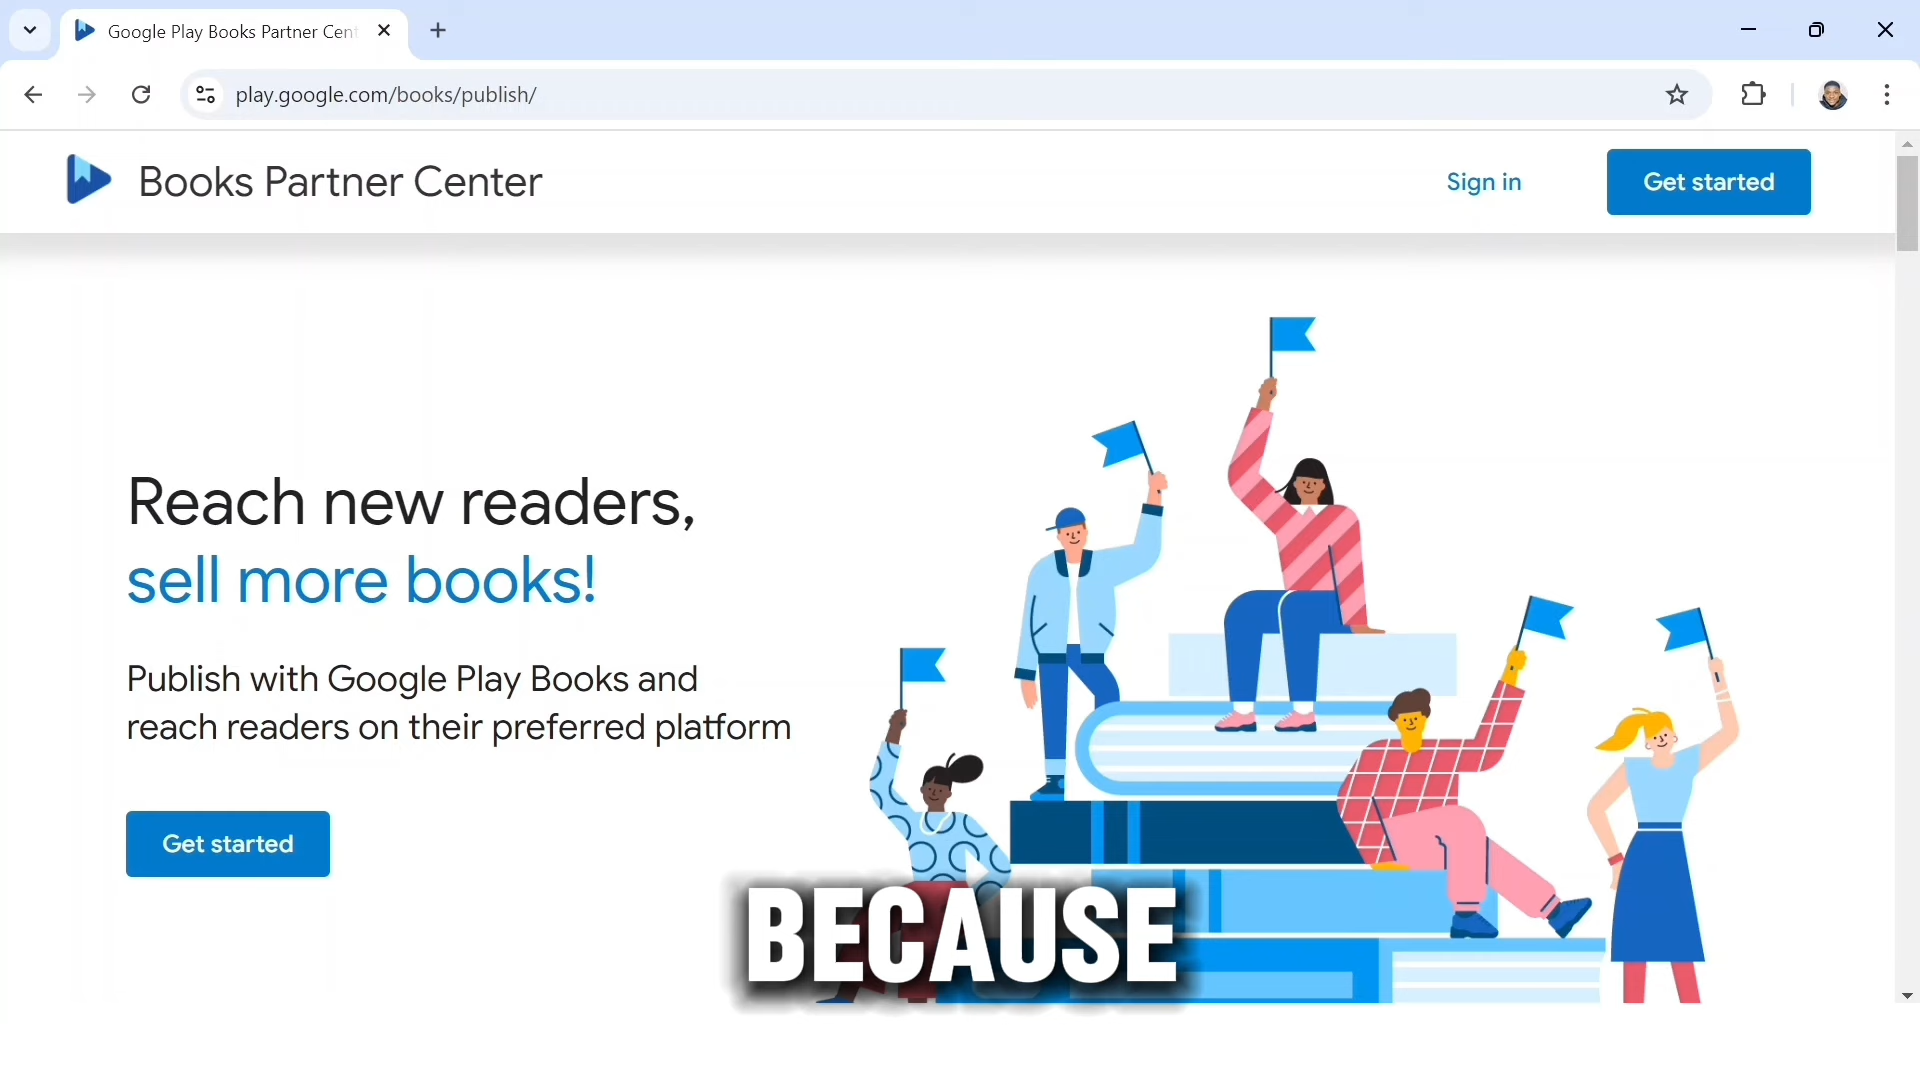 Google Play Books Partner Cent
play.google.com/books/publish/
Books Partner Center
Sign in
Get started
Reach new readers,
sell more books!
Publish with Google Play Books and
reach readers on their preferred platform
Get started
BECAUSE